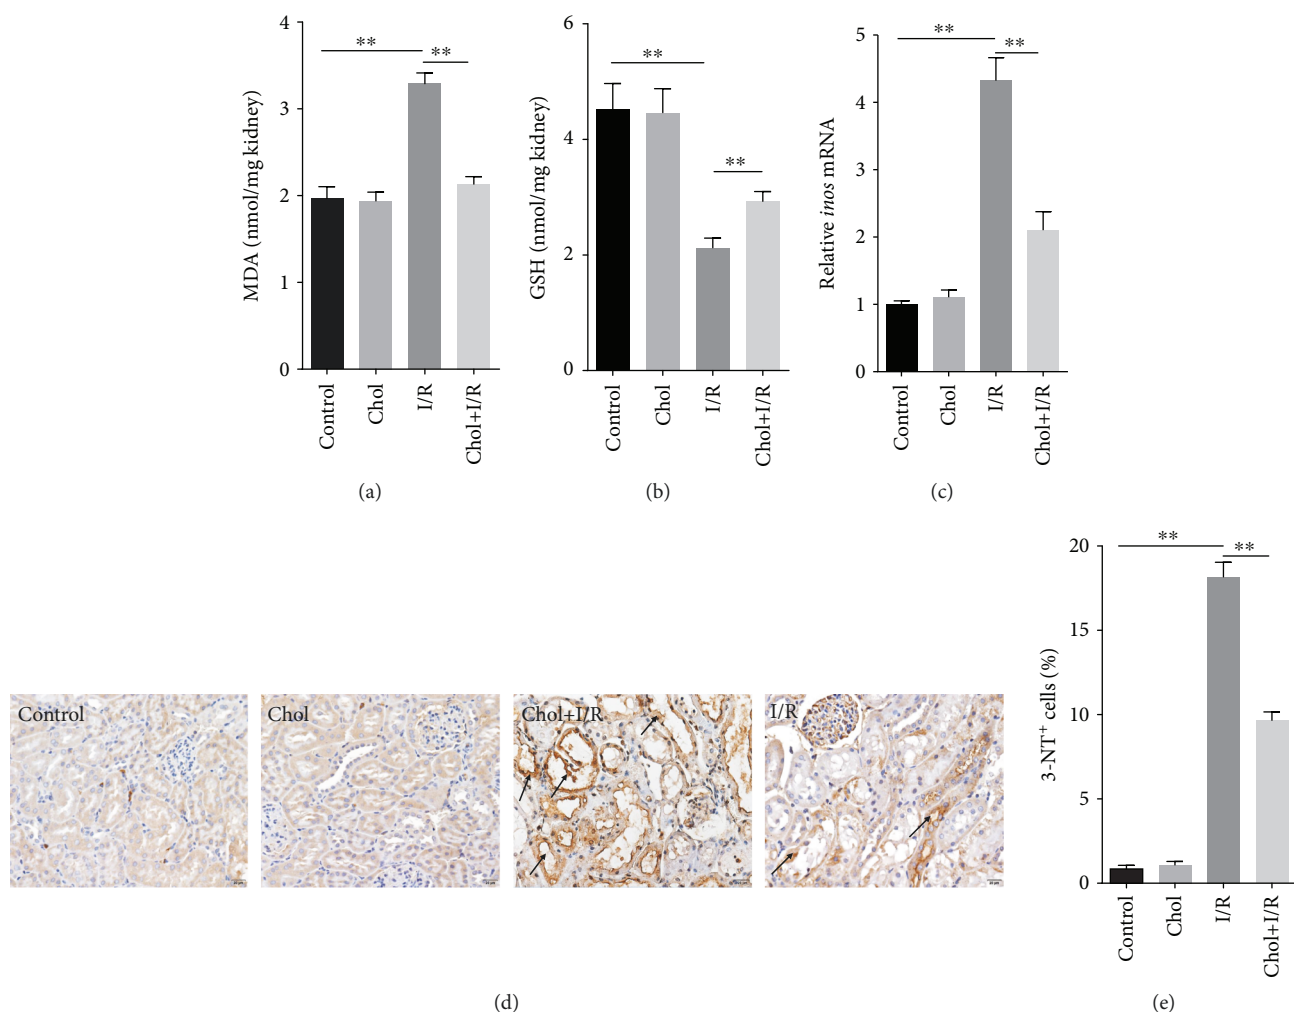 4
3
2
1
0
MDA (nmol/mg kidney)
**
**
Control
Chol
I/R
Chol+I/R
(a)
6
4
2
0
GSH (nmol/mg kidney)
**
**
Control
Chol
I/R
Chol+I/R
(b)
5
4
3
2
1
0
Relative inos mRNA
**
**
Control
Chol
I/R
Chol+I/R
(c)
Control
Chol
Chol+I/R
I/R
(d)
20
15
10
5
0
3-NT+ cells (%)
**
**
Control
Chol
I/R
Chol+I/R
(e)